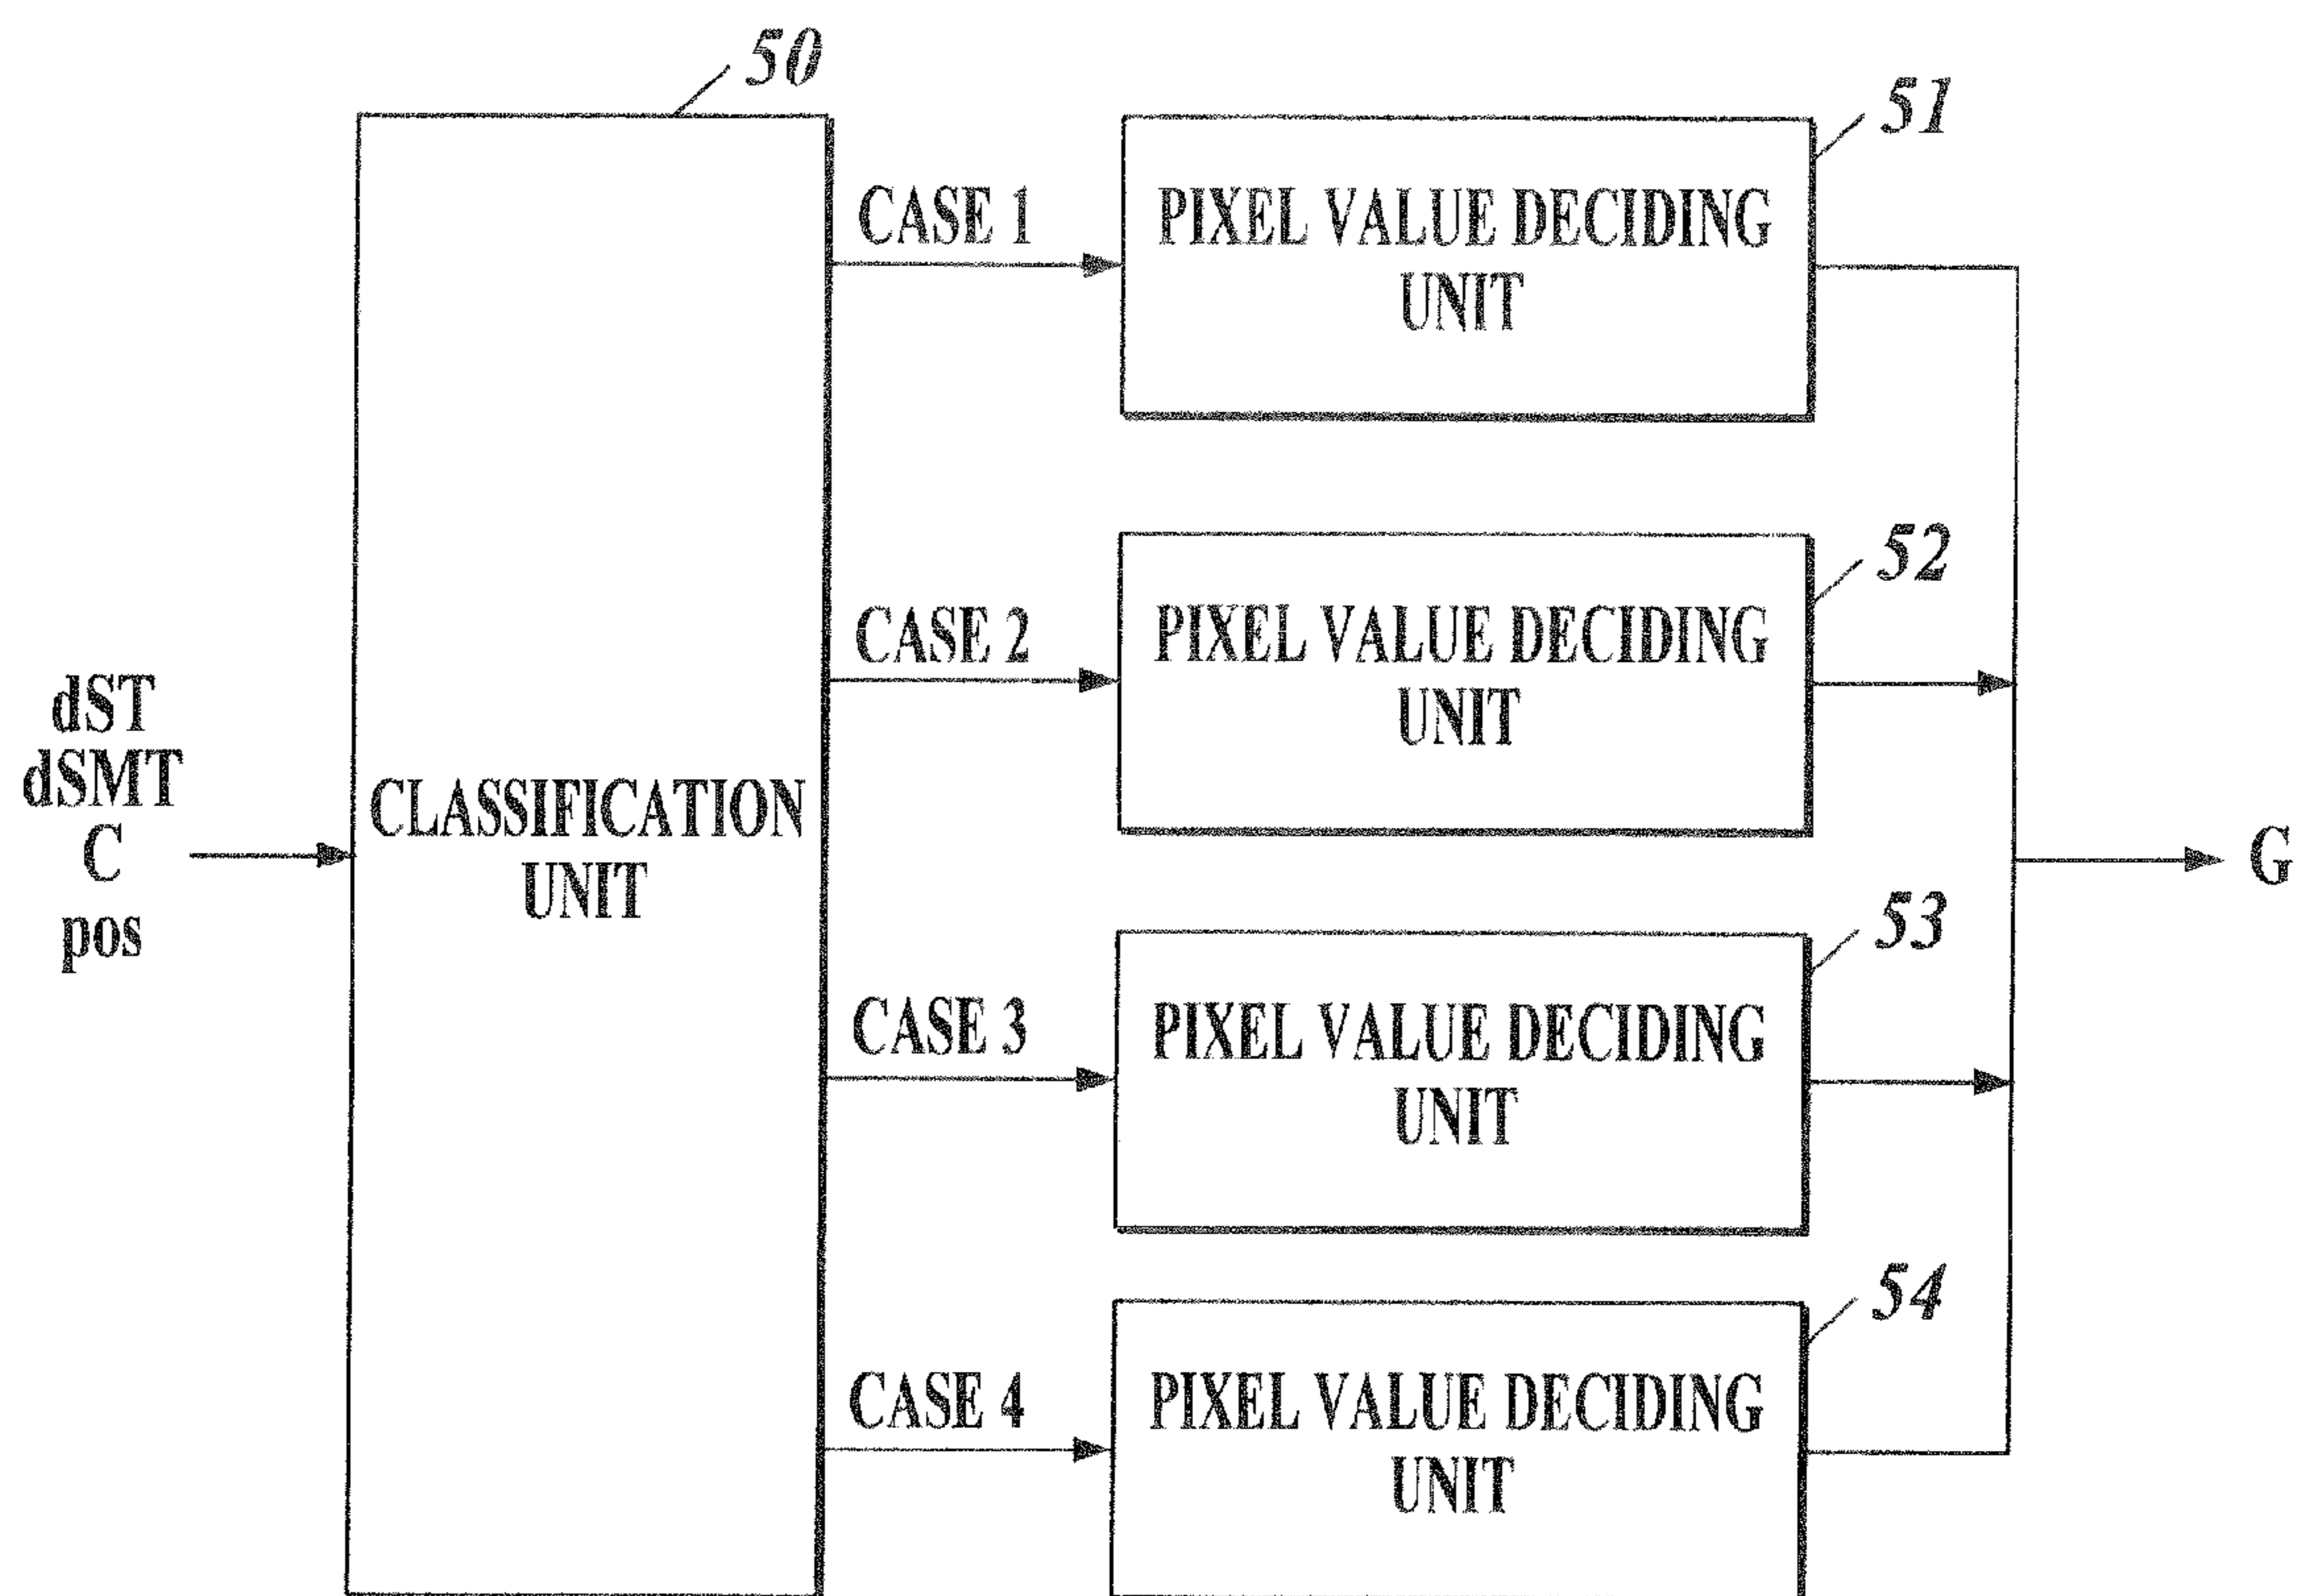 50
51
CASE 1
PIXEL VALUE DECIDING
UNIT
52
CASE 2
PIXEL VALUE DECIDING
UNIT
dST
dSMT
C
pos
CLASSIFICATION
UNIT
G
53
CASE 3
PIXEL VALUE DECIDING
UNIT
54
CASE 4
PIXEL VALUE DECIDING
UNIT